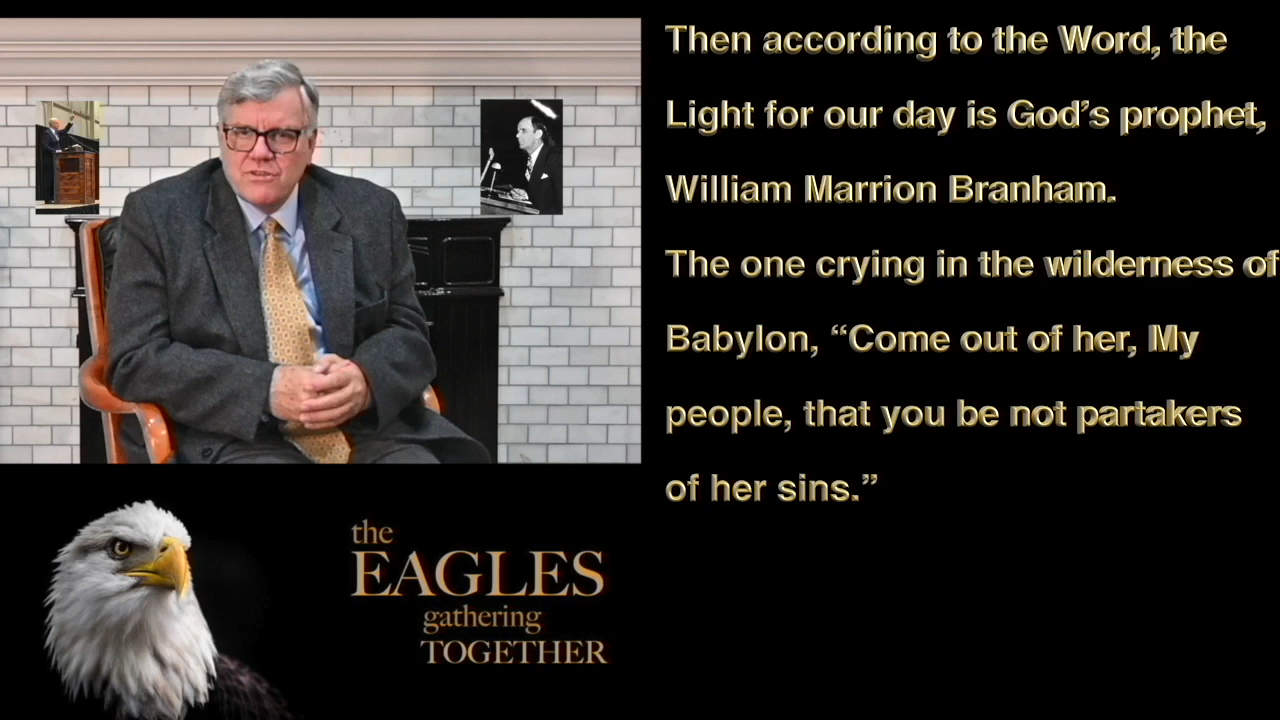 Then according to the Word, the
Light for our day is God’s prophet,
William Marrion Branham.
The one crying in the wilderness of
Babylon, “Come out of her, My
people, that you be not partakers
of her sins.”
the
EAGLES
gathering
TOGETHER